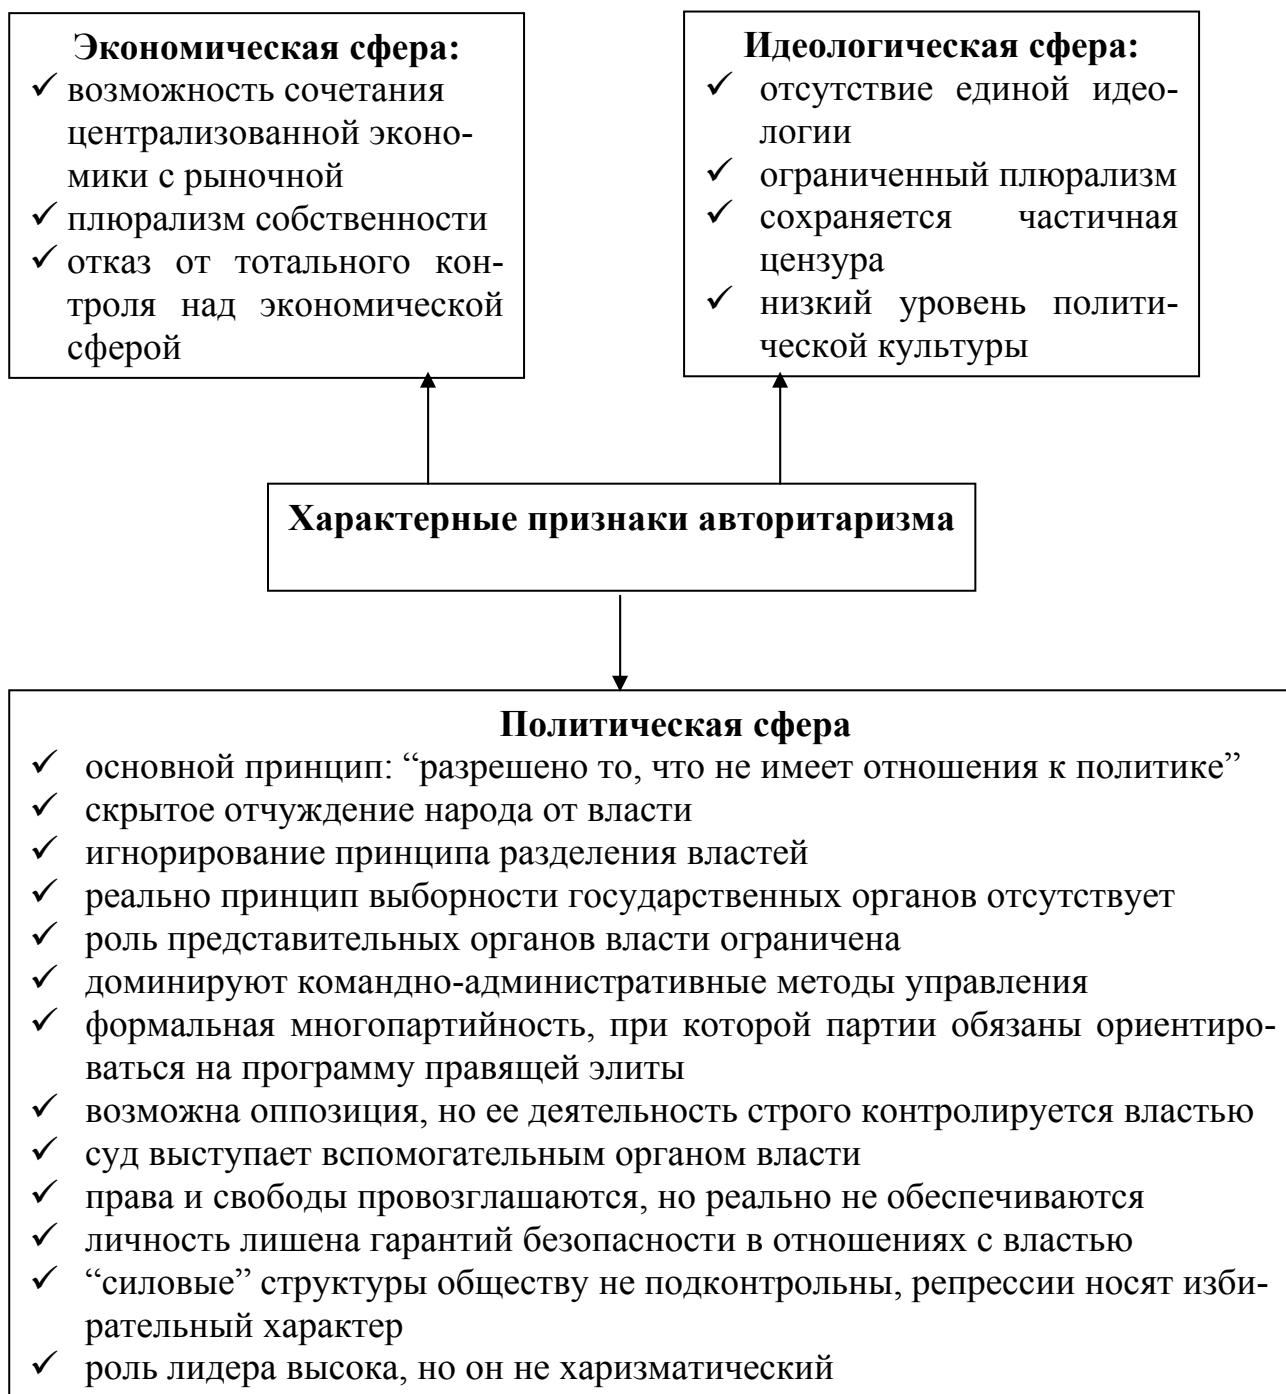 Экономическая сфера:
✓ возможность сочетания
централизованной эконо-
мики с рыночной
✓ плюрализм собственности
✓ отказ от тотального кон-
троля над экономической
сферой
Идеологическая сфера:
✓ отсутствие единой идео-
логии
✓ ограниченный плюрализм
✓ сохраняется частичная
цензура
✓ низкий уровень полити-
ческой культуры
Характерные признаки авторитаризма
Политическая сфера
✓ основной принцип: “разрешено то, что не имеет отношения к политике”
✓ скрытое отчуждение народа от власти
✓ игнорирование принципа разделения властей
✓ реально принцип выборности государственных органов отсутствует
✓ роль представительных органов власти ограничена
✓ доминируют командно-административные методы управления
✓ формальная многопартийность, при которой партии обязаны ориентиро-
ваться на программу правящей элиты
✓ возможна оппозиция, но ее деятельность строго контролируется властью
✓ суд выступает вспомогательным органом власти
✓ права и свободы провозглашаются, но реально не обеспечиваются
✓ личность лишена гарантий безопасности в отношениях с властью
✓ “силовые” структуры обществу не подконтрольны, репрессии носят изби-
рательный характер
✓ роль лидера высока, но он не харизматический